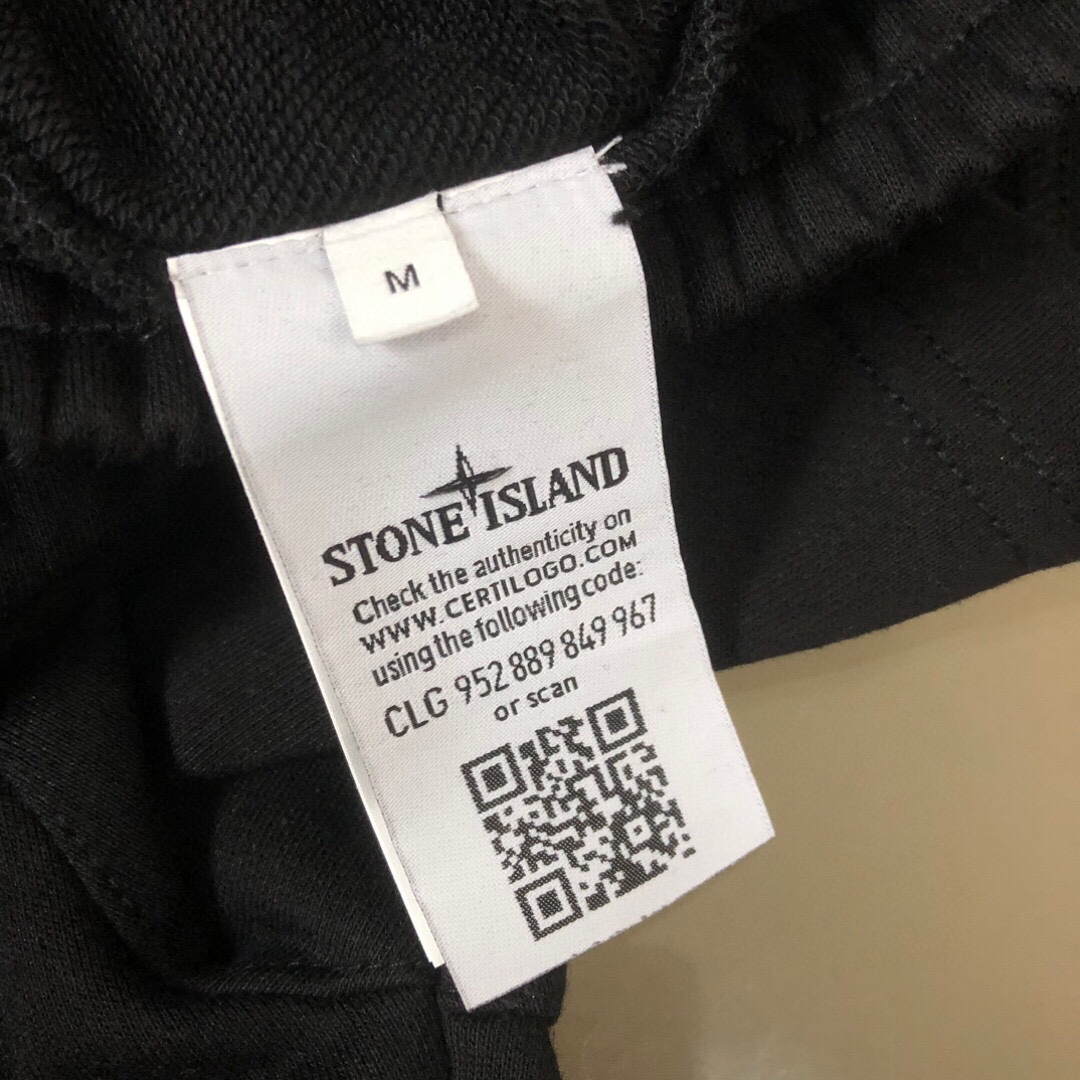 M
STONE ISLAND
Check the authenticity on
WWW.CERTILOGO.COM
using the following code:
CLG 952 889 849 967
or scan